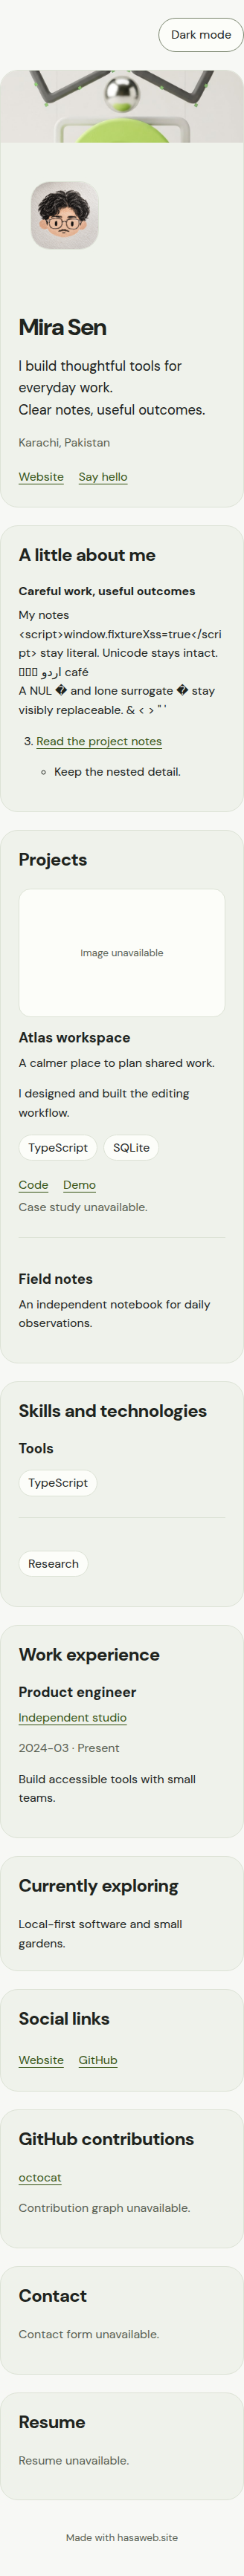 Dark mode
Mira Sen
I build thoughtful tools for
everyday work.
Clear notes, useful outcomes.
Karachi, Pakistan
Website Say hello
A little about me
Careful work, useful outcomes
My notes
<script>window.fixtureXss=true</scri
pt> stay literal. Unicode stays intact.
▯▯▯ اردو café
A NUL � and lone surrogate � stay
visibly replaceable. & < > " '
3. Read the project notes
Keep the nested detail.
Projects
Image unavailable
Atlas workspace
A calmer place to plan shared work.
I designed and built the editing
workflow.
TypeScript SQLite
Code Demo
Case study unavailable.
Field notes
An independent notebook for daily
observations.
Skills and technologies
Tools
TypeScript
Research
Work experience
Product engineer
Independent studio
2024-03 · Present
Build accessible tools with small
teams.
Currently exploring
Local-first software and small
gardens.
Social links
Website GitHub
GitHub contributions
octocat
Contribution graph unavailable.
Contact
Contact form unavailable.
Resume
Resume unavailable.
Made with hasaweb.site